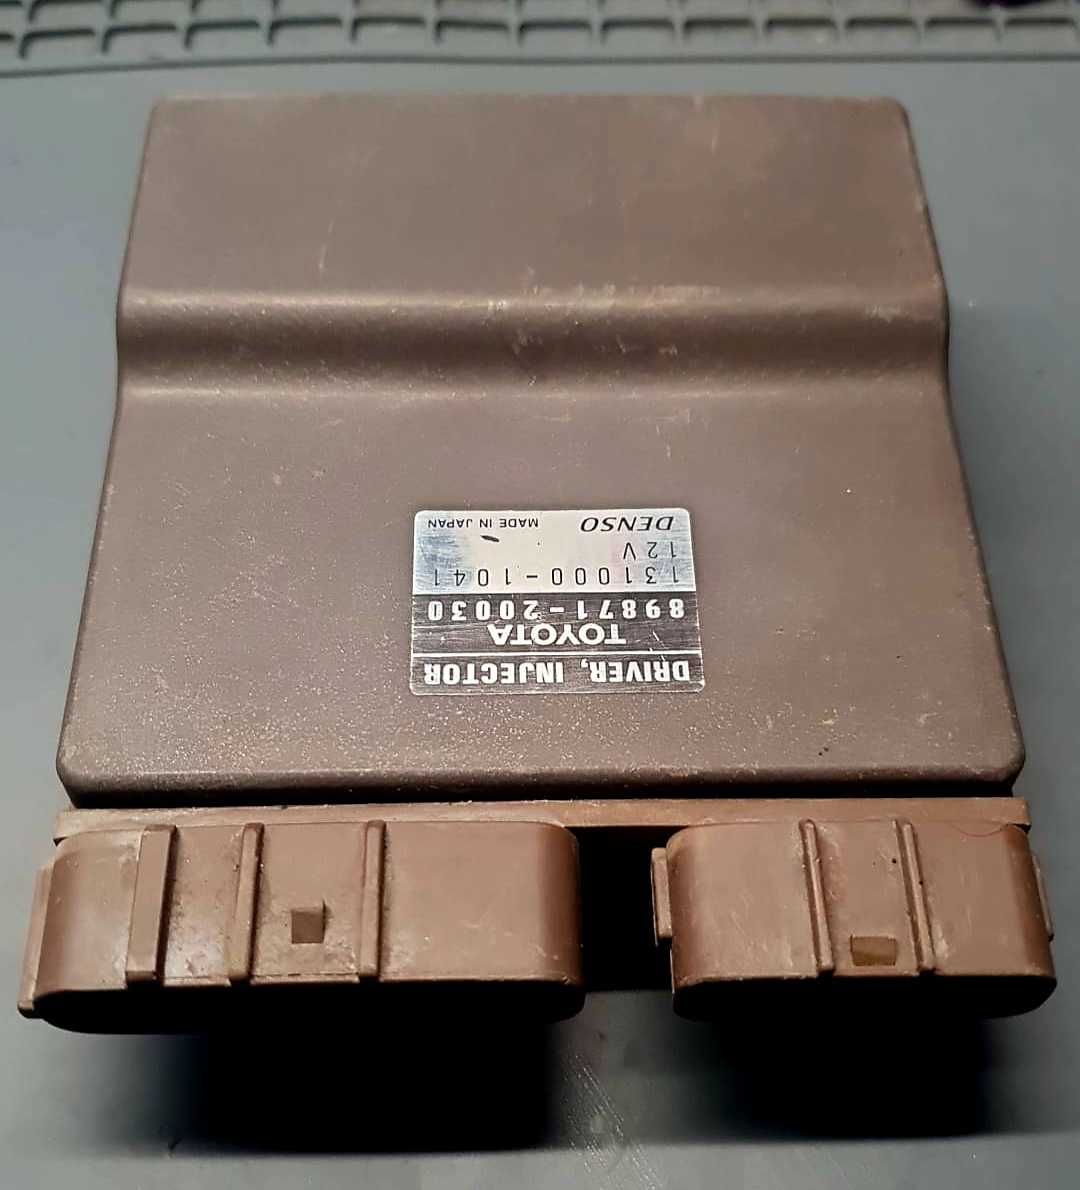 DRIVER, INJECTOR
TOYOTA
89871-20030
131000-1041
12V
DENSO MADE IN JAPAN